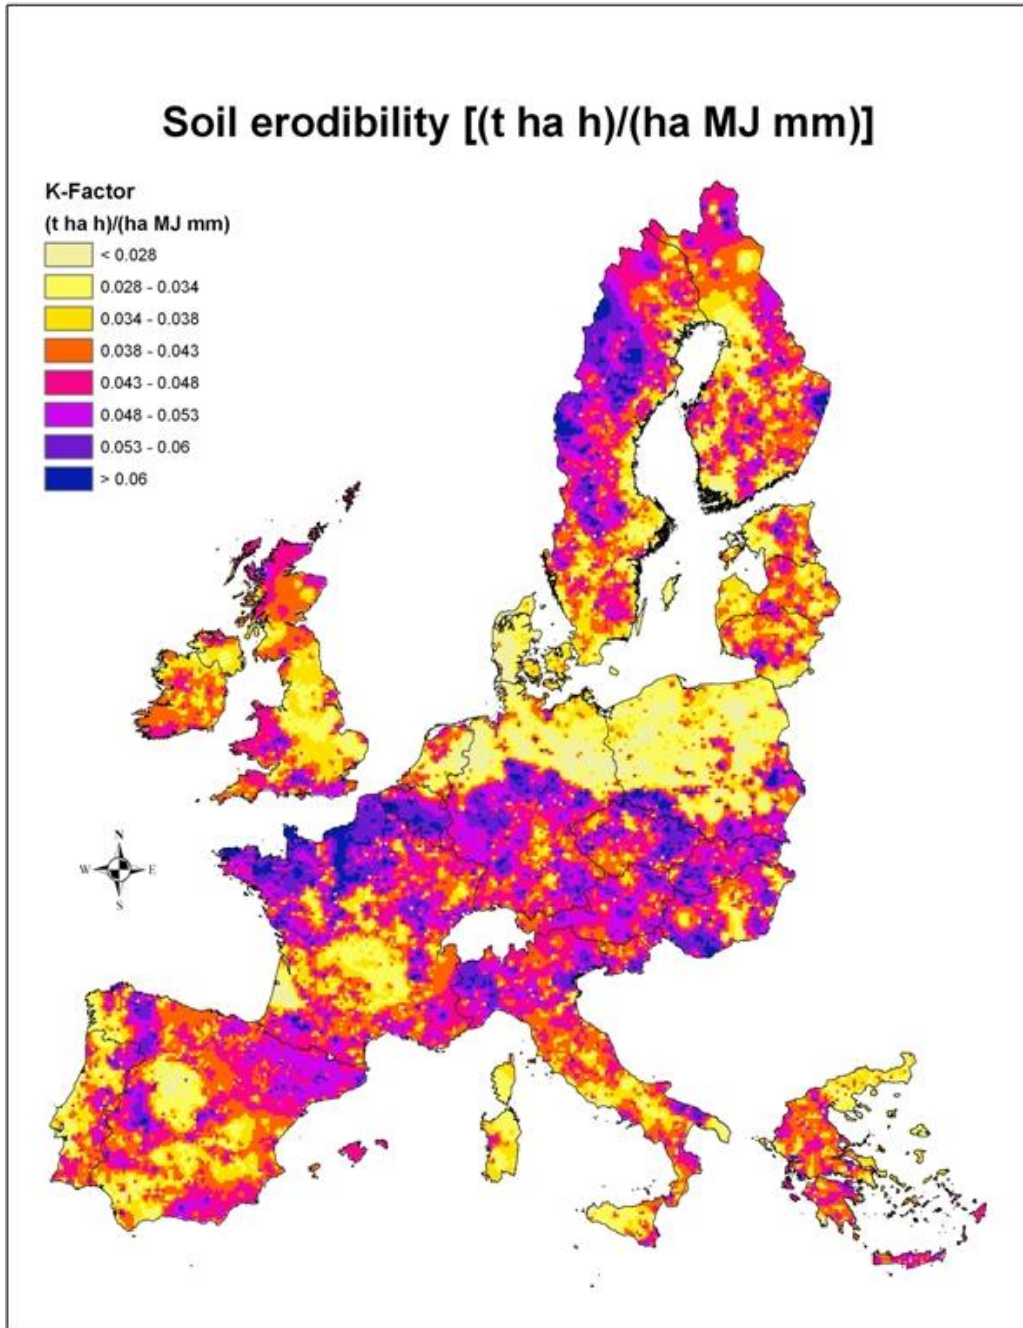 Soil erodibility [(t ha h)/(ha MJ mm)]
K-Factor
(t ha h)/(ha MJ mm)
< 0.028
0.028 - 0.034
0.034 - 0.038
0.038 - 0.043
0.043 - 0.048
0.048 - 0.053
0.053 - 0.06
> 0.06
N
W E
S